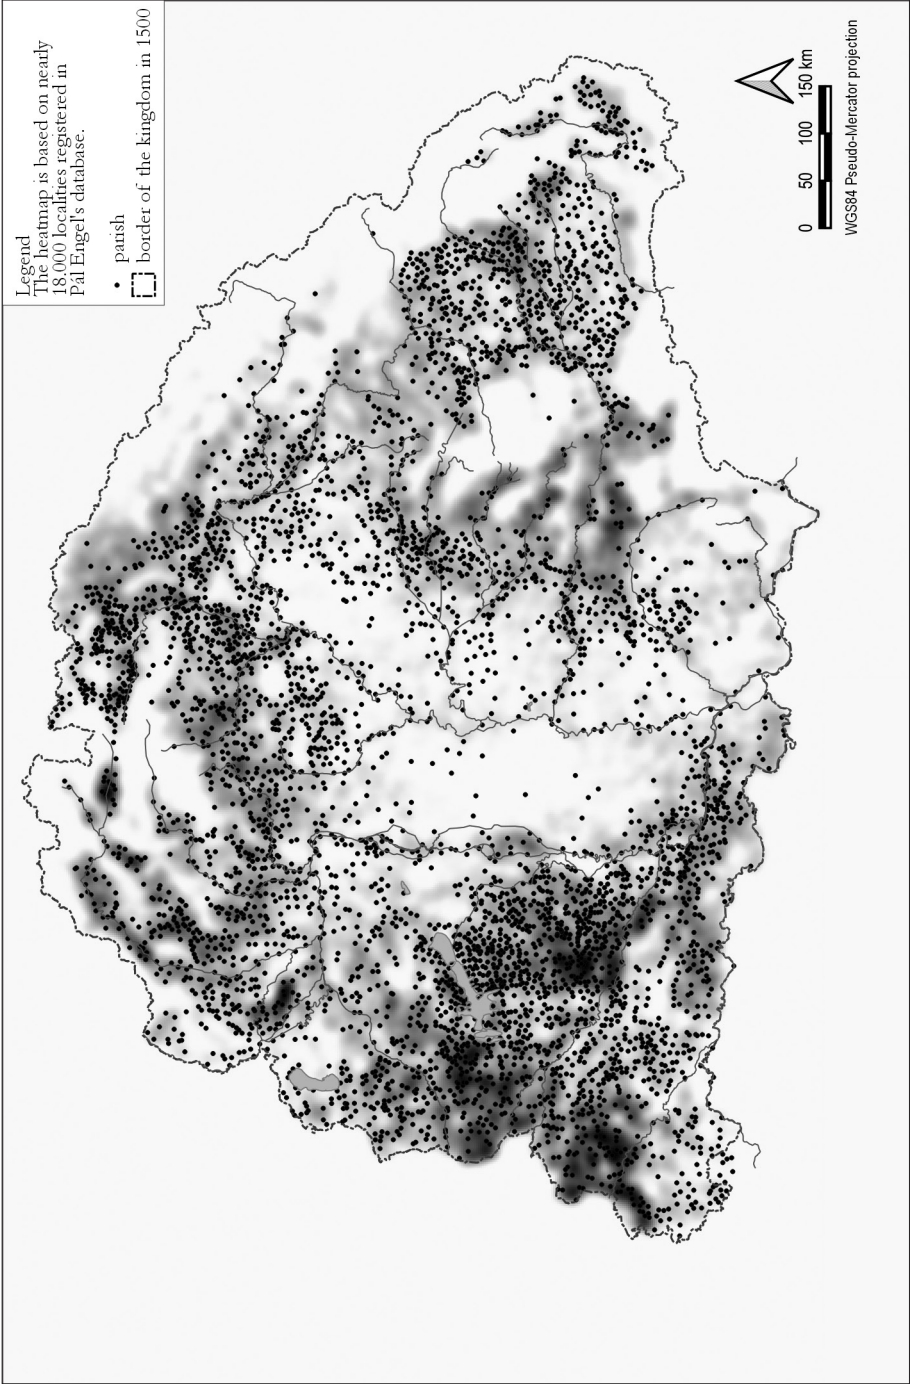 Legend
The heatmap is based on nearly
18.000 localities registered in
Pál Engel's database.
parish
border of the kingdom in 1500
0 50 100 150 km
WGS84 Pseudo-Mercator projection